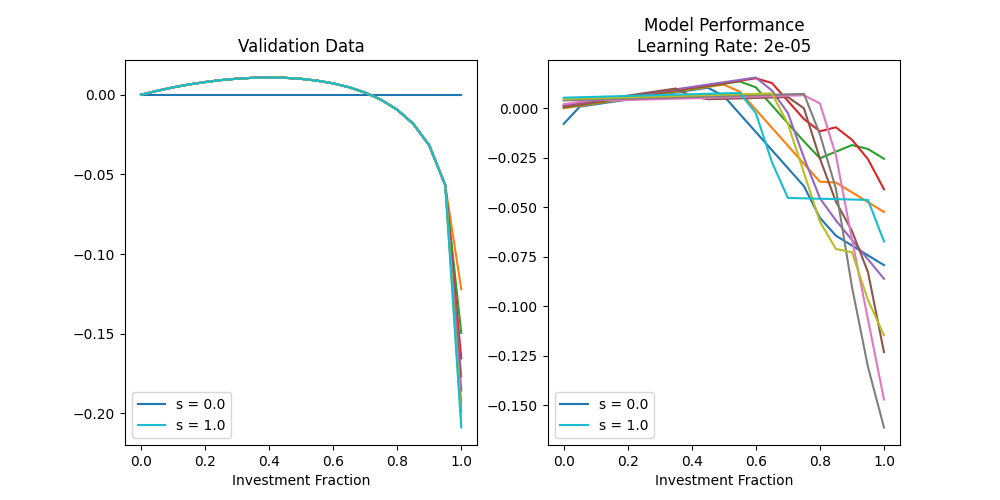 Validation Data
0.00
−0.05
−0.10
−0.15
−0.20
s = 0.0
s = 1.0
0.0 0.2 0.4 0.6 0.8 1.0
Investment Fraction
Model Performance
Learning Rate: 2e-05
0.000
−0.025
−0.050
−0.075
−0.100
−0.125
−0.150
s = 0.0
s = 1.0
0.0 0.2 0.4 0.6 0.8 1.0
Investment Fraction